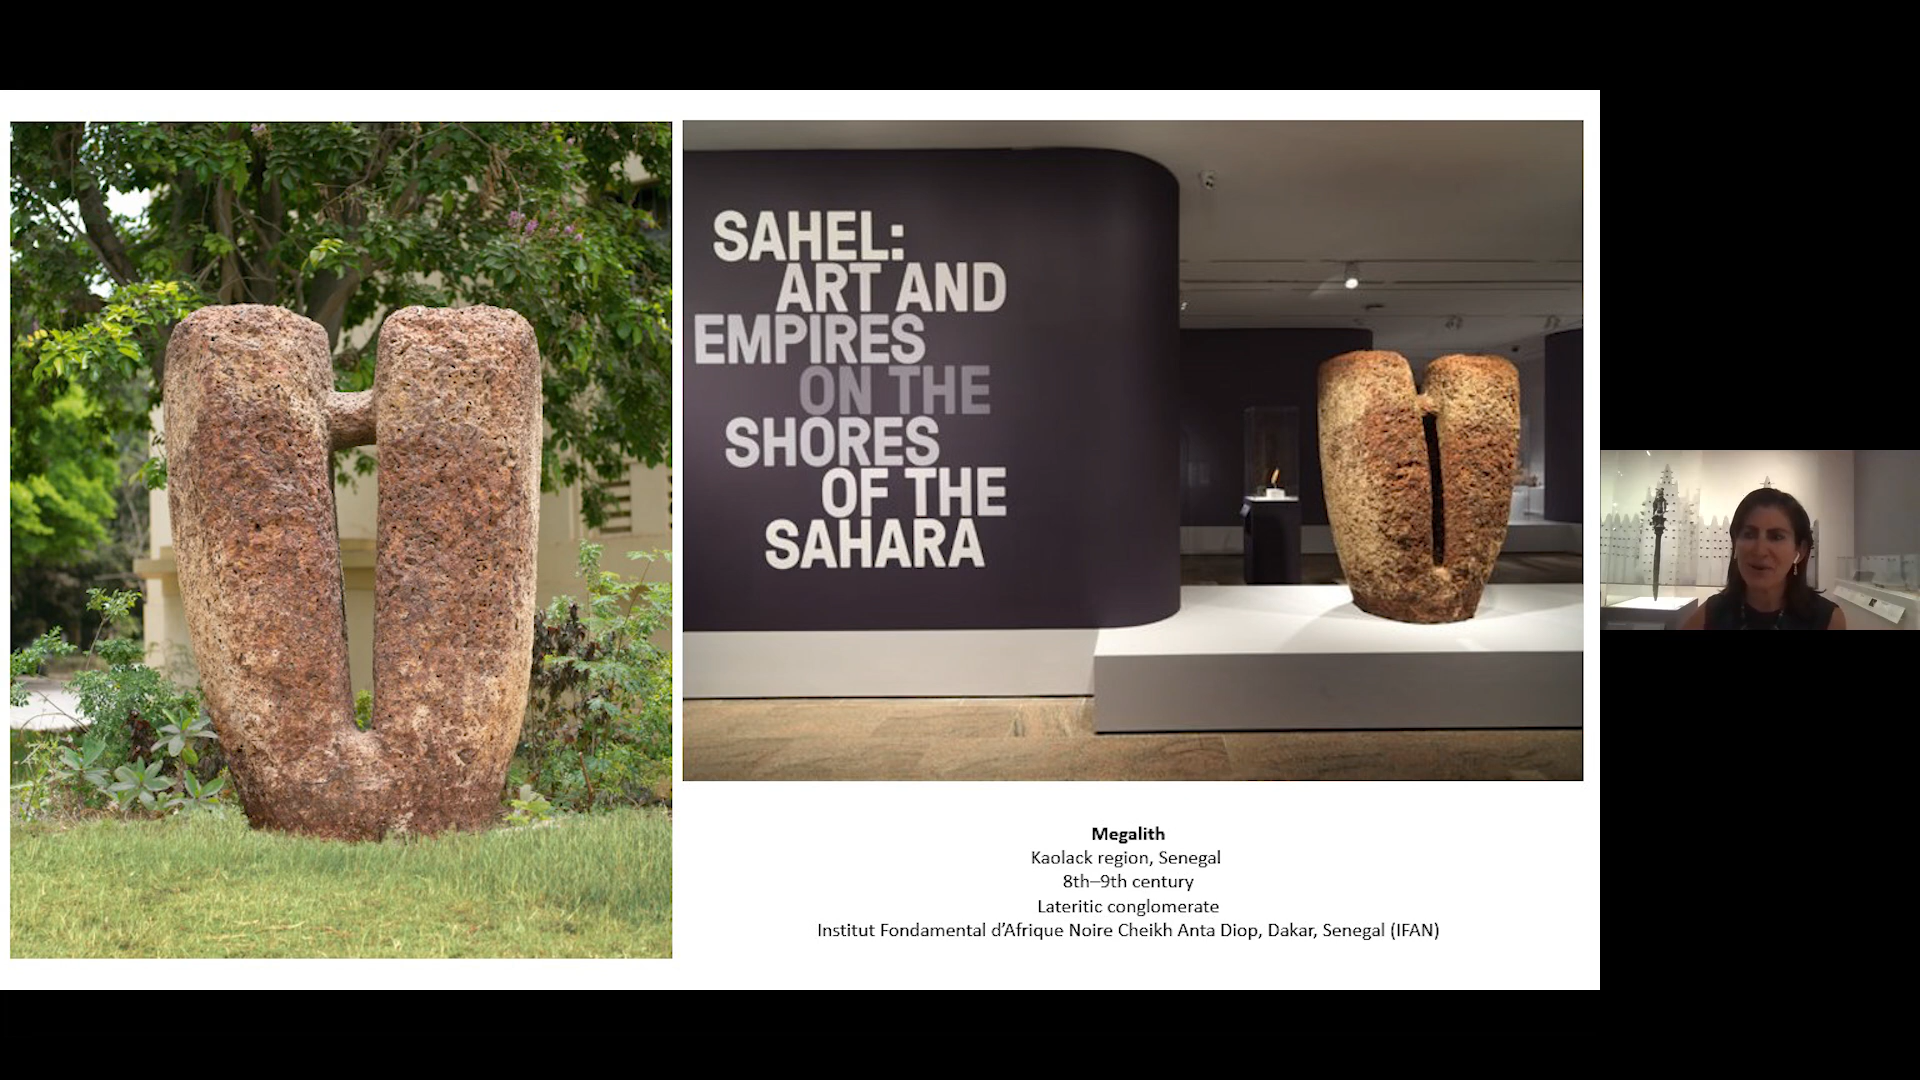 SAHEL:
ART AND
EMPIRES
ON THE
SHORES
OF THE
SAHARA
Megalith
Kaolack region, Senegal
8th–9th century
Lateritic conglomerate
Institut Fondamental d’Afrique Noire Cheikh Anta Diop, Dakar, Senegal (IFAN)